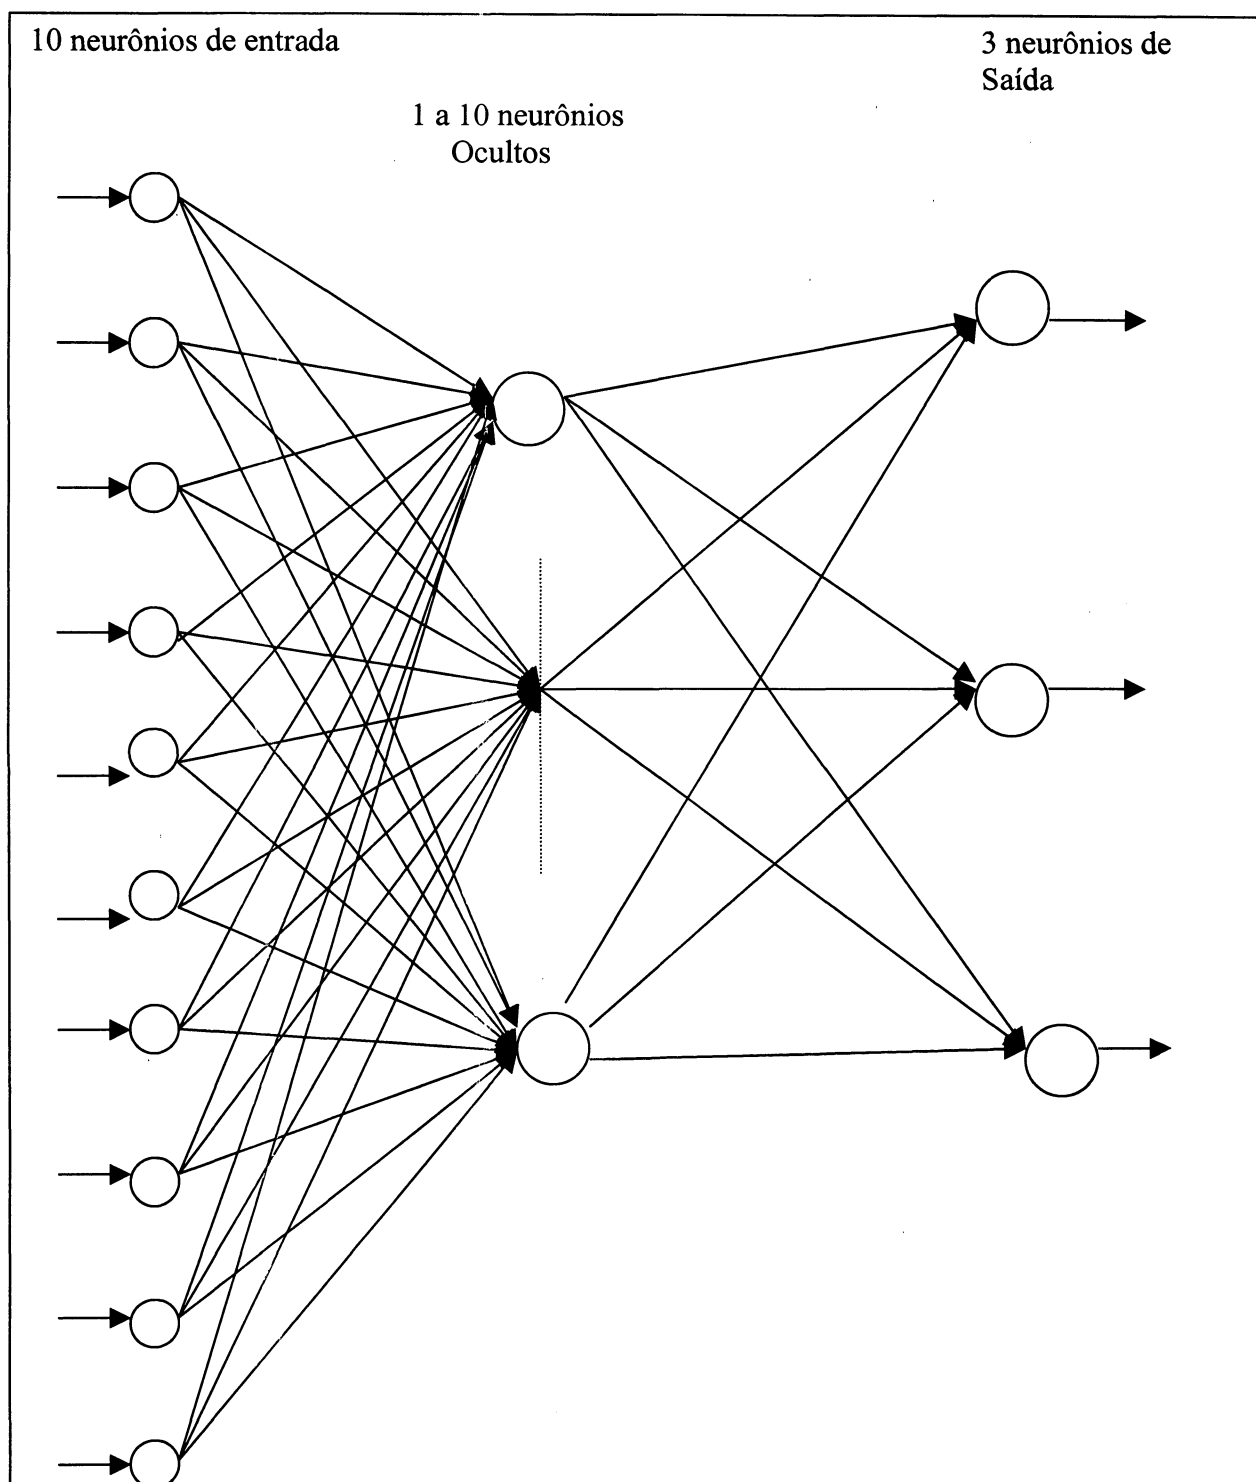 10 neurônios de entrada
3 neurônios de
Saída
1 a 10 neurônios
Ocultos